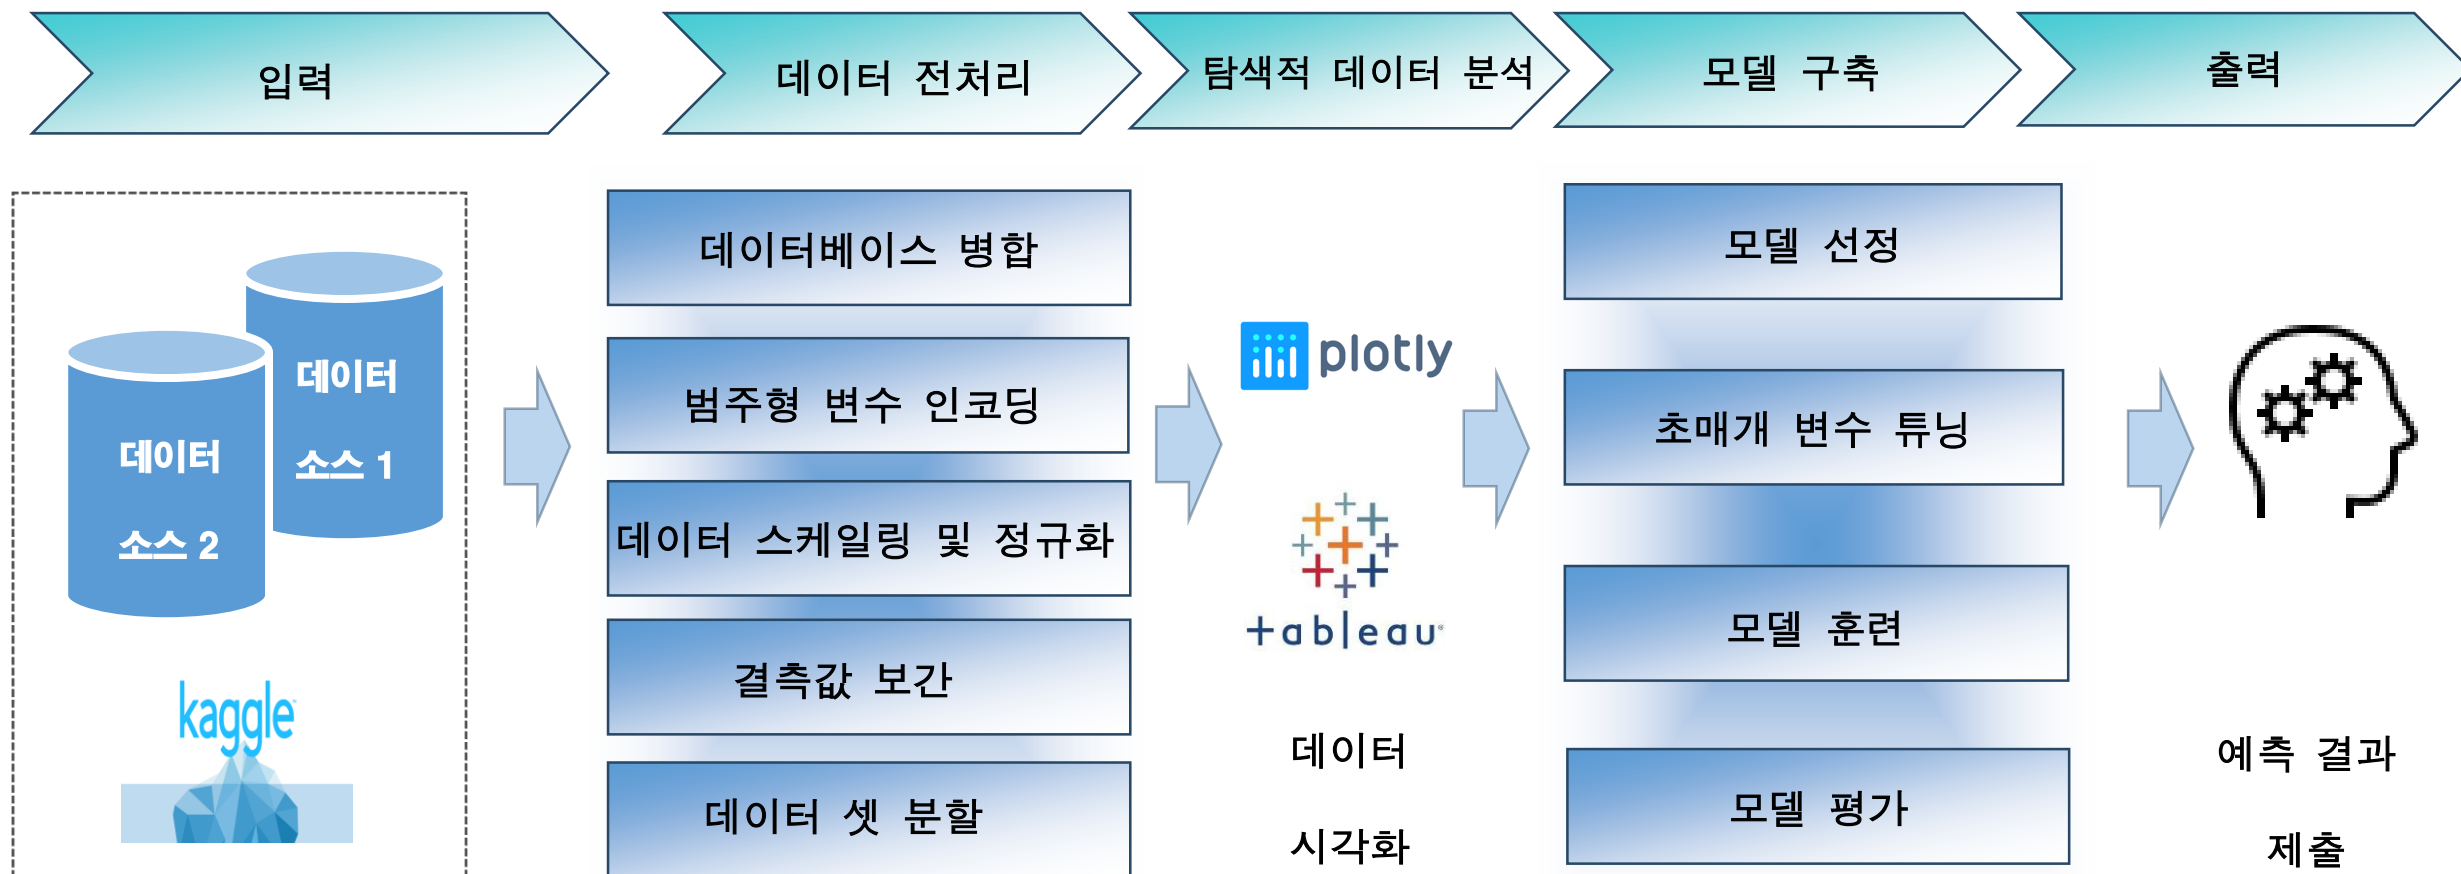 입력
데이터 전처리
탐색적 데이터 분석
모델 구축
출력
데이터
소스 1
데이터
소스 2
kaggle
데이터베이스 병합
범주형 변수 인코딩
데이터 스케일링 및 정규화
결측값 보간
데이터 셋 분할
plotly
+ableau®
데이터
시각화
모델 선정
초매개 변수 튜닝
모델 훈련
모델 평가
예측 결과
제출